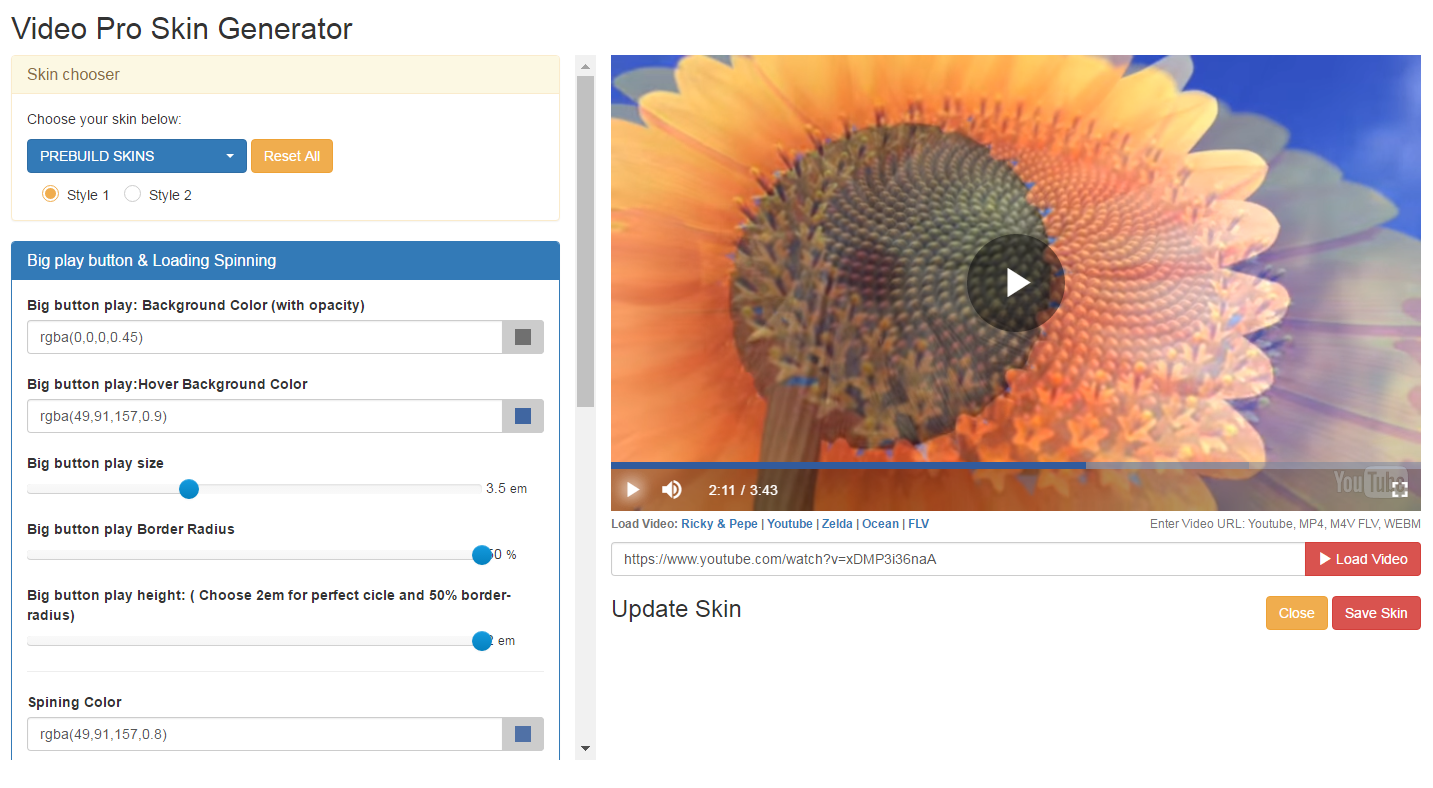 Video Pro Skin Generator
Skin chooser
Choose your skin below:
PREBUILD SKINS
Reset All
Style 1
Style 2
Big play button & Loading Spinning
Big button play: Background Color (with opacity)
rgba(0,0,0,0.45)
Big button play:Hover Background Color
rgba(49,91,157,0.9)
Big button play size
3.5 em
Big button play Border Radius
50 %
Big button play height: ( Choose 2em for perfect cicle and 50% border-
radius)
em
Spining Color
rgba(49,91,157,0.8)
2:11 / 3:43
YouTube
Load Video: Ricky & Pepe | Youtube | Zelda | Ocean | FLV
Enter Video URL: Youtube, MP4, M4V FLV, WEBM
https://www.youtube.com/watch?v=xDMP3i36naA
Load Video
Update Skin
Close
Save Skin